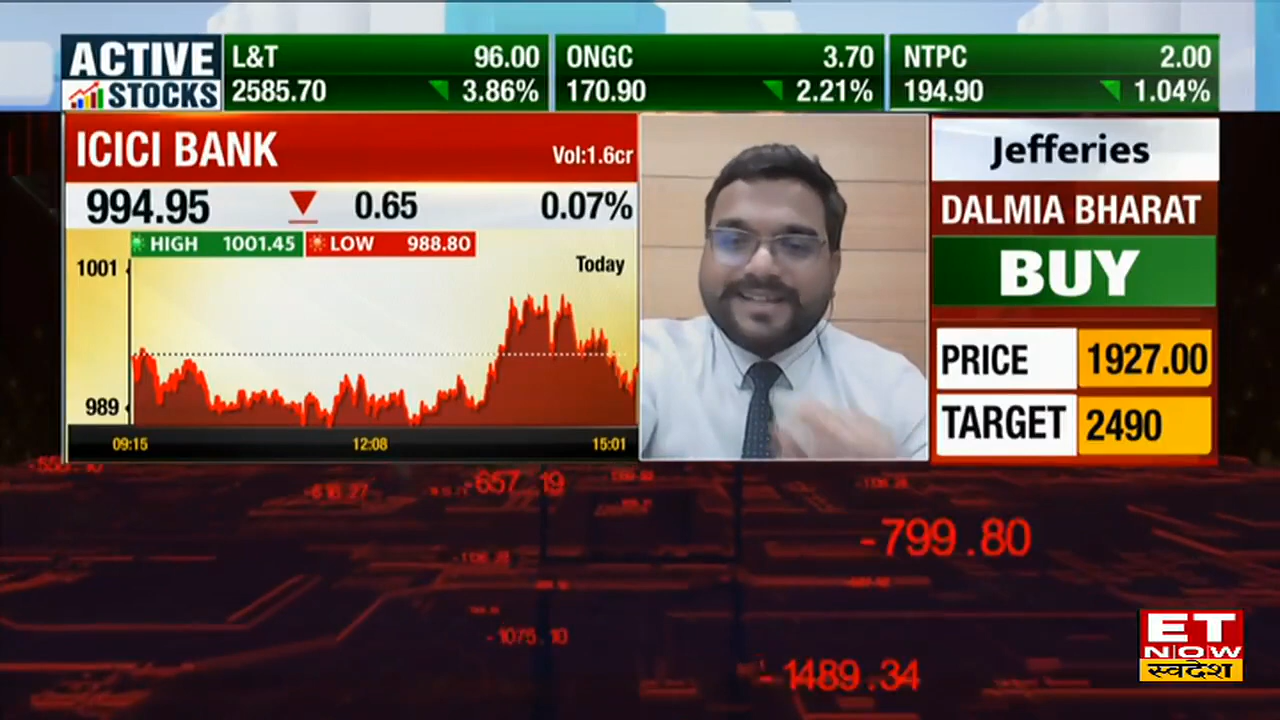 ACTIVE
STOCKS
L&T 96.00
2585.70 3.86%
ONGC 3.70
170.90 2.21%
NTPC 2.00
194.90 1.04%
ICICI BANK Vol:1.6cr
994.95 0.65 0.07%
HIGH 1001.45 LOW 988.80
Today
1001
989
09:15 12:08 15:01
Jefferies
DALMIA BHARAT
BUY
PRICE 1927.00
TARGET 2490
-657.19
-799.80
-1075.10
-1489.34
ET
NOW
स्वदेश